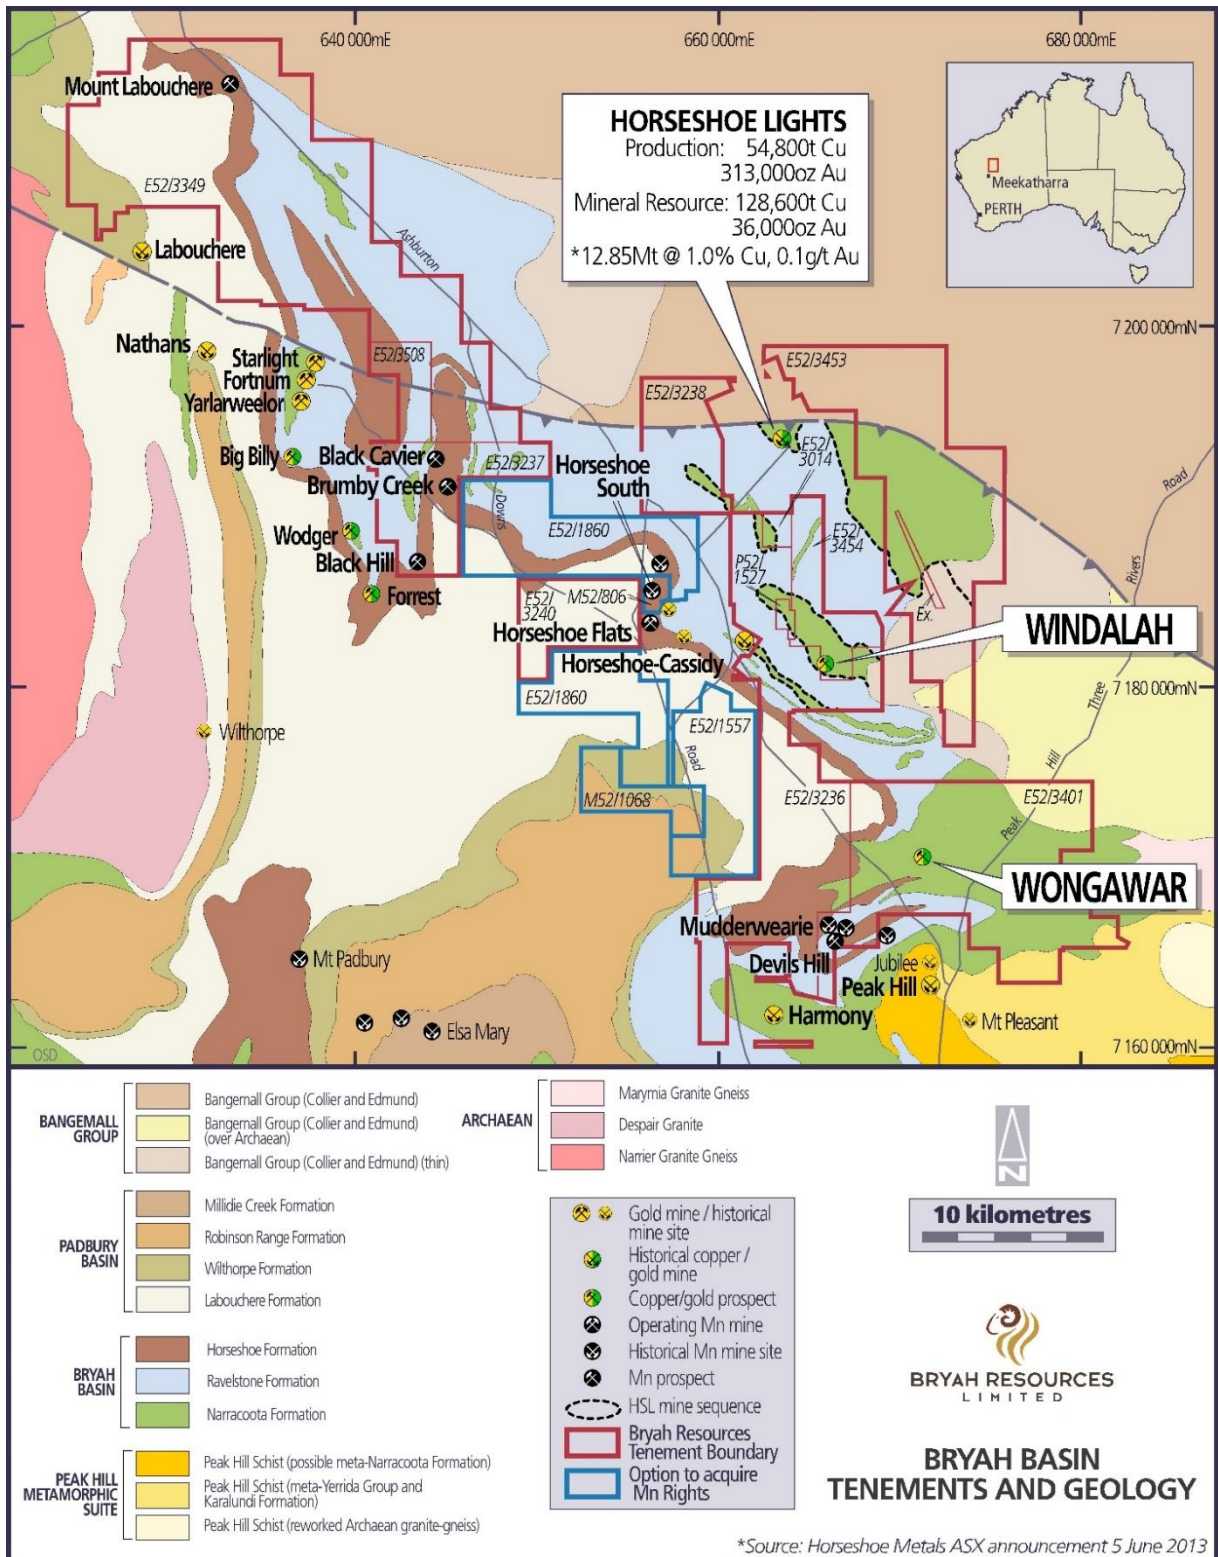 640 000mE
660 000mE
680 000mE
Mount Labouchere
HORSESHOE LIGHTS
Production: 54,800t Cu
313,000oz Au
Mineral Resource: 128,600t Cu
36,000oz Au
*12.85Mt @ 1.0% Cu, 0.1g/t Au
Meekatharra
PERTH
E52/3349
Labouchere
Ashburton
7 200 000mN
Nathans
Starlight
Fortnum
Yarlarweelor
E52/3508
E52/3453
E52/3238
Big Billy
Black Cavier
Brumby Creek
E52/3237
Horseshoe
South
E52/
3014
Road
Downs
E52/1860
E52/
3454
Wodger
Black Hill
P52/
1527
Rivers
Forrest
E52/
3240
M52/806
Ex.
Horseshoe Flats
WINDALAH
Horseshoe-Cassidy
7 180 000mN
E52/1860
E52/1557
Three
Wilthorpe
Road
Hill
M52/1068
E52/3236
E52/3401
Peak
WONGAWAR
Mudderwearie
Mt Padbury
Devils Hill
Jubilee
Peak Hill
Harmony
Mt Pleasant
Elsa Mary
OSD
7 160 000mN
BANGEMALL
GROUP
Bangemall Group (Collier and Edmund)
Bangemall Group (Collier and Edmund)
(over Archaean)
Bangemall Group (Collier and Edmund) (thin)
PADBURY
BASIN
Millidie Creek Formation
Robinson Range Formation
Wilthorpe Formation
Labouchere Formation
BRYAH
BASIN
Horseshoe Formation
Ravelstone Formation
Narracoota Formation
PEAK HILL
METAMORPHIC
SUITE
Peak Hill Schist (possible meta-Narracoota Formation)
Peak Hill Schist (meta-Yerrida Group and
Karalundi Formation)
Peak Hill Schist (reworked Archaean granite-gneiss)
ARCHAEAN
Marymia Granite Gneiss
Despair Granite
Narrier Granite Gneiss
Gold mine / historical
mine site
Historical copper /
gold mine
Copper/gold prospect
Operating Mn mine
Historical Mn mine site
Mn prospect
HSL mine sequence
Bryah Resources
Tenement Boundary
Option to acquire
Mn Rights
N
10 kilometres
BRYAH RESOURCES
LIMITED
BRYAH BASIN
TENEMENTS AND GEOLOGY
*Source: Horseshoe Metals ASX announcement 5 June 2013